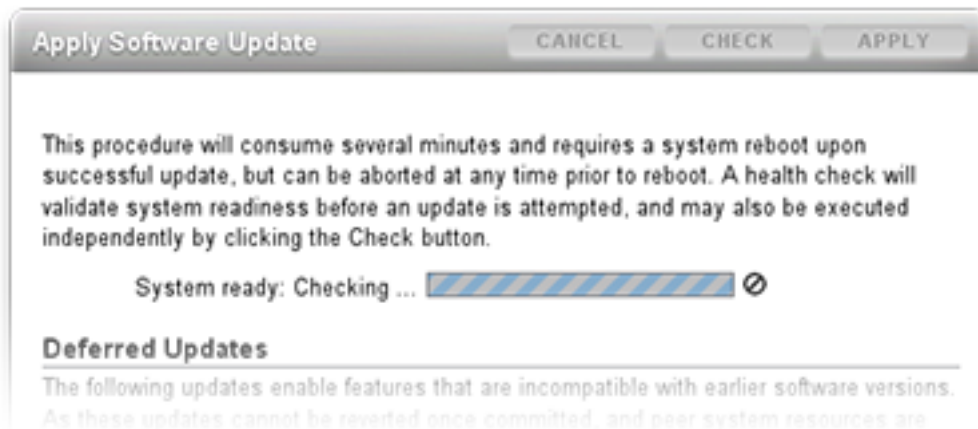 Apply Software Update CANCEL CHECK APPLY
This procedure will consume several minutes and requires a system reboot upon
successful update, but can be aborted at any time prior to reboot. A health check will
validate system readiness before an update is attempted, and may also be executed
independently by clicking the Check button.
System ready: Checking ...
Deferred Updates
The following updates enable features that are incompatible with earlier software versions.
As these updates cannot be reverted once committed, and peer system resources are